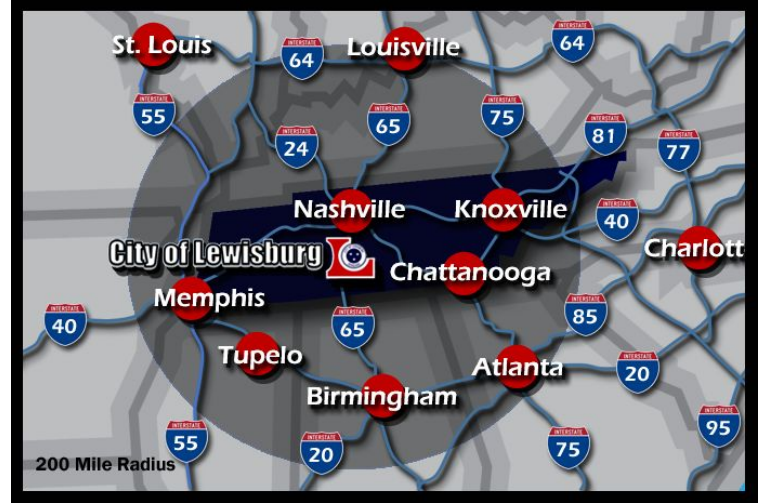 St. Louis
Louisville
INTERSTATE 64
INTERSTATE 64
INTERSTATE 55
INTERSTATE 65
INTERSTATE 75
INTERSTATE 81
INTERSTATE 24
INTERSTATE 77
Nashville
Knoxville
INTERSTATE 40
City of Lewisburg L
Charlott
Chattanooga
Memphis
INTERSTATE 40
INTERSTATE 65
INTERSTATE 85
Tupelo
Atlanta
INTERSTATE 20
Birmingham
INTERSTATE 95
INTERSTATE 55
INTERSTATE 20
INTERSTATE 75
200 Mile Radius